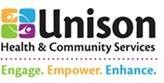 Unison
Health & Community Services
Engage. Empower. Enhance.